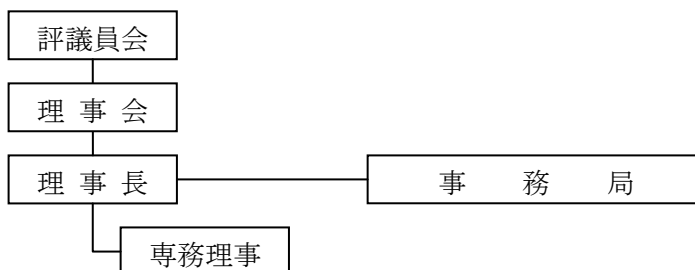 評議員会
理 事 会
理 事 長
事 務 局
専務理事